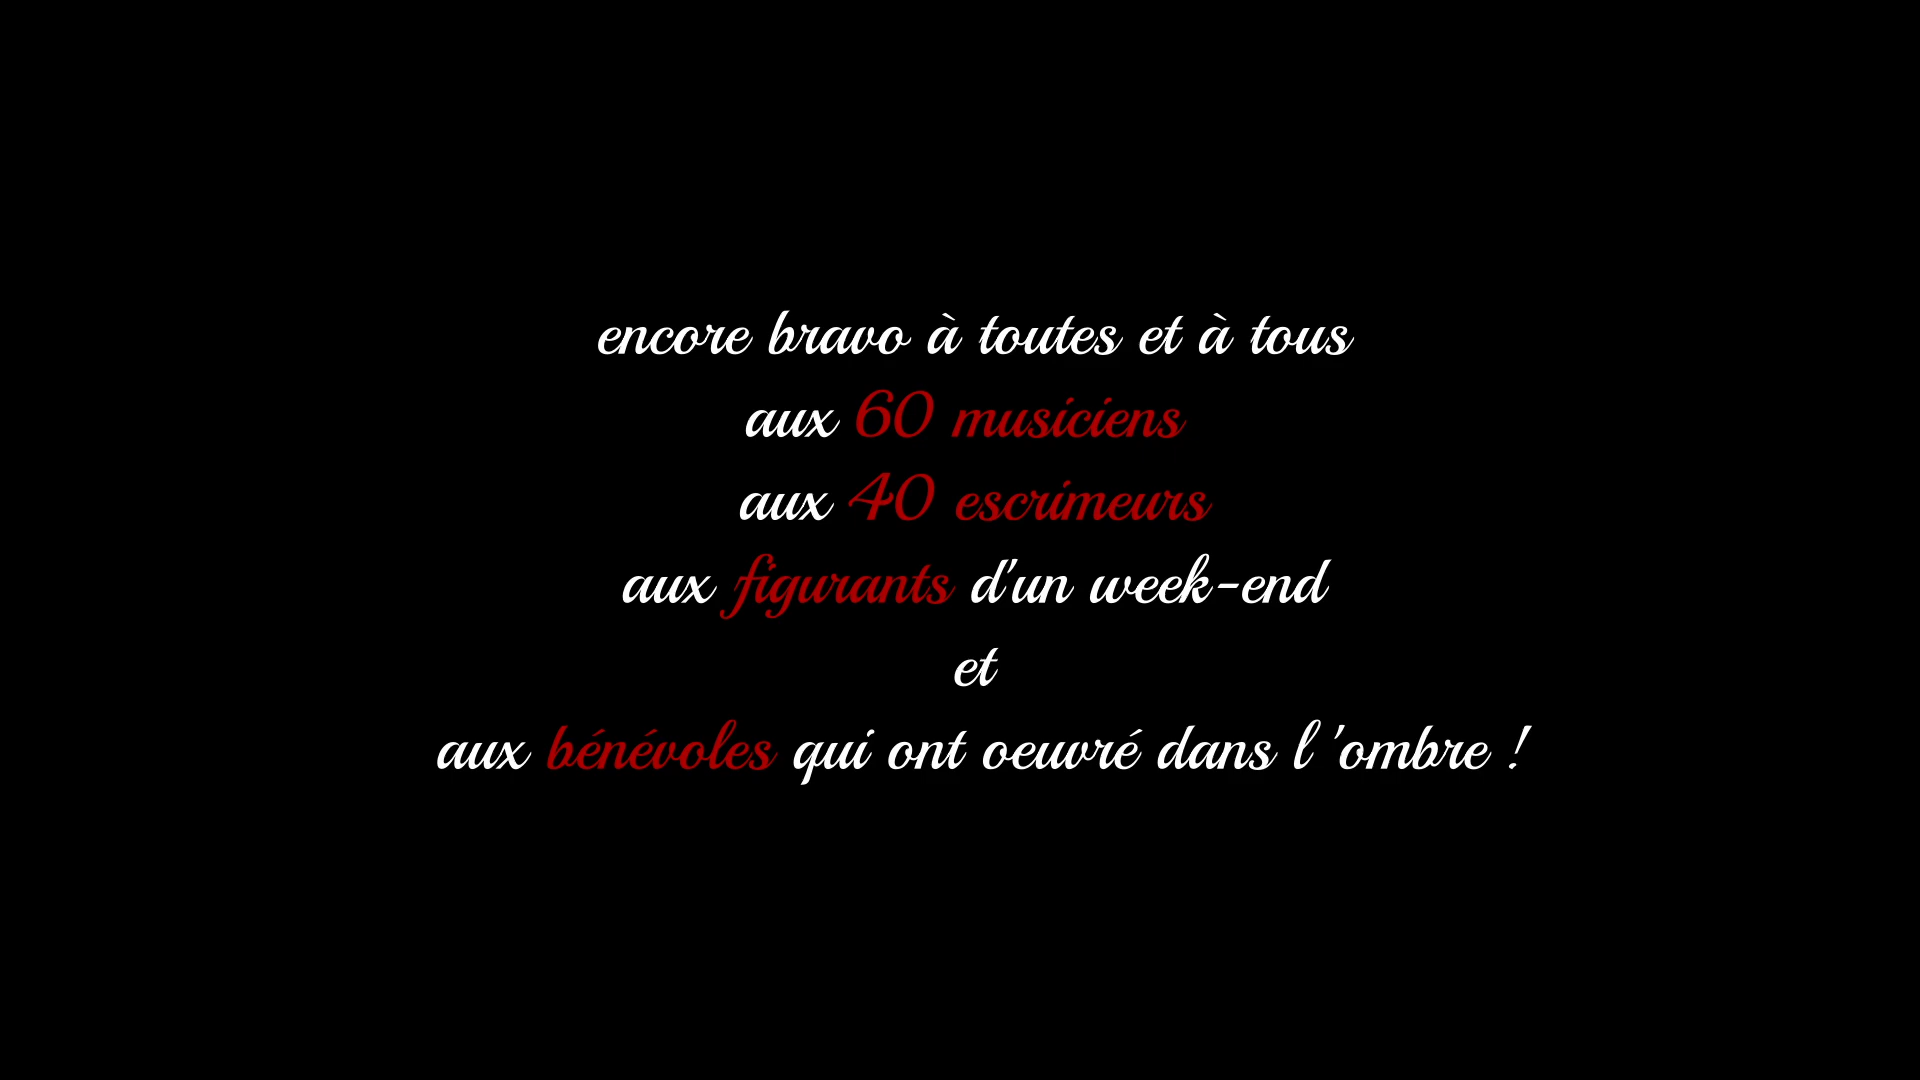 encore bravo à toutes et à tous
aux 60 musiciens
aux 40 escrimeurs
aux figurants d'un week-end
et
aux bénévoles qui ont oeuvré dans l 'ombre !